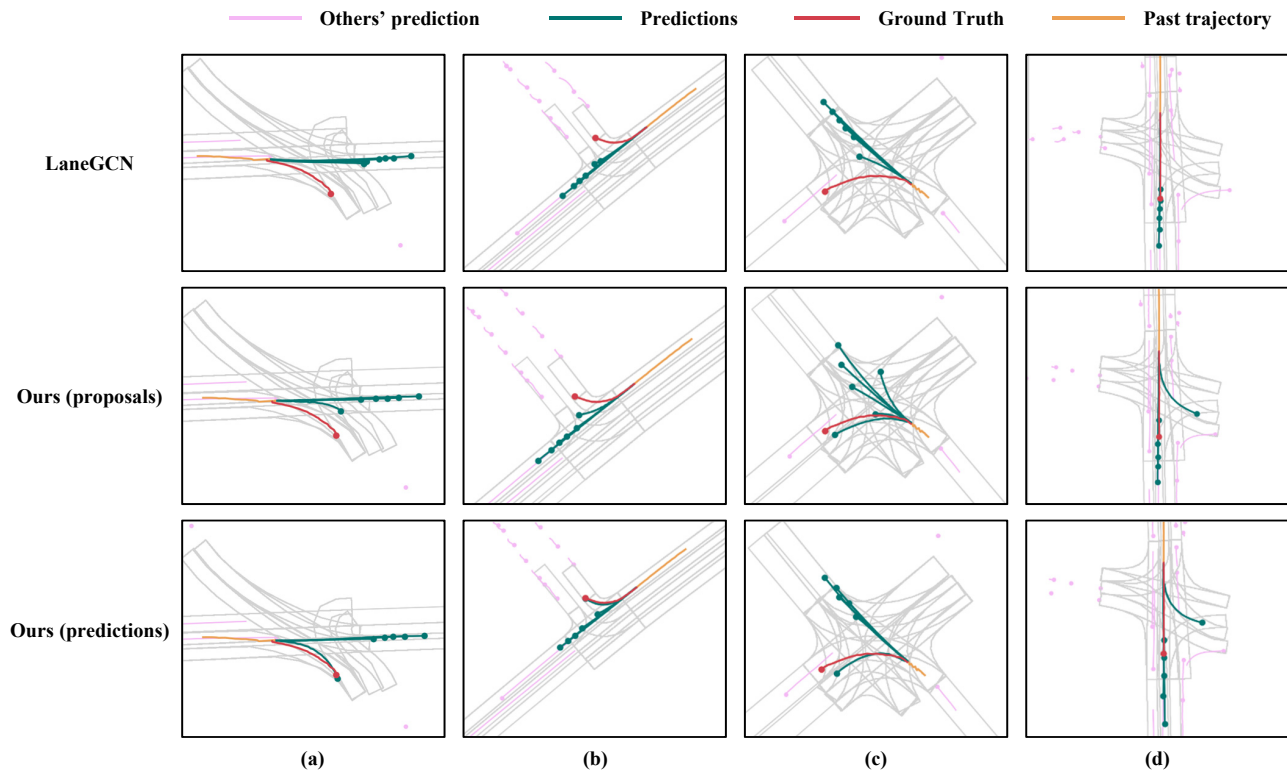 Others’ prediction Predictions Ground Truth Past trajectory
LaneGCN
Ours (proposals)
Ours (predictions)
(a) (b) (c) (d)